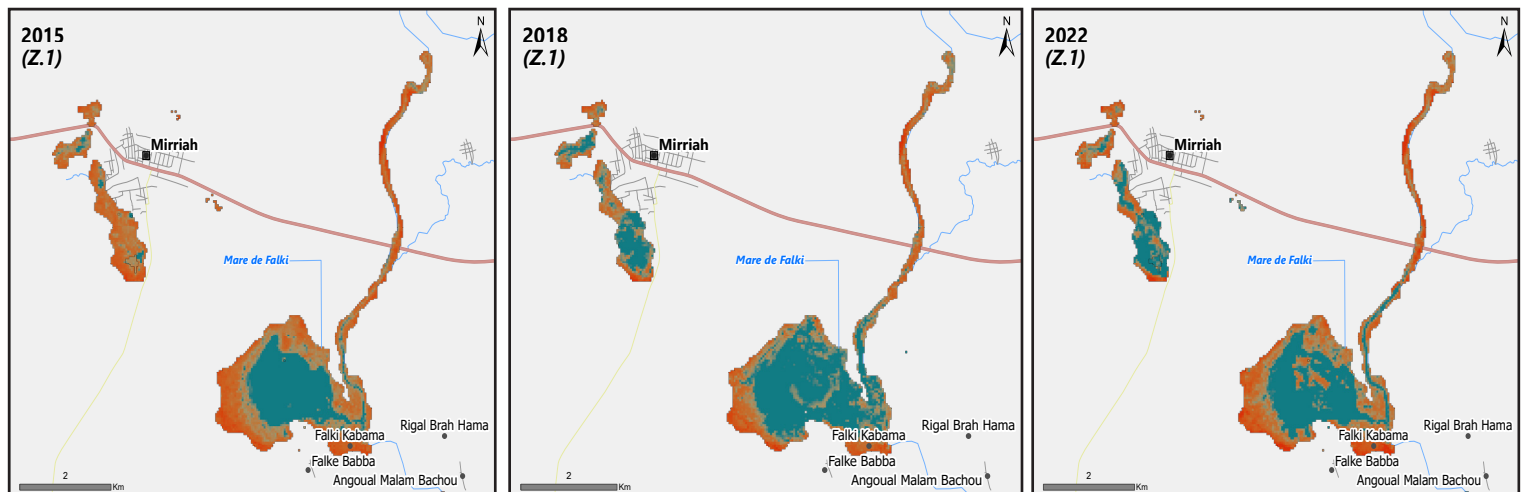 2015
(Z.1)
N
Mirriah
Mare de Falki
Rigal Brah Hama
Falki Kabama
Falke Babba
Angoual Malam Bachou
2
Km
2018
(Z.1)
N
Mirriah
Mare de Falki
Rigal Brah Hama
Falki Kabama
Falke Babba
Angoual Malam Bachou
2
Km
2022
(Z.1)
N
Mirriah
Mare de Falki
Rigal Brah Hama
Falki Kabama
Falke Babba
Angoual Malam Bachou
2
Km